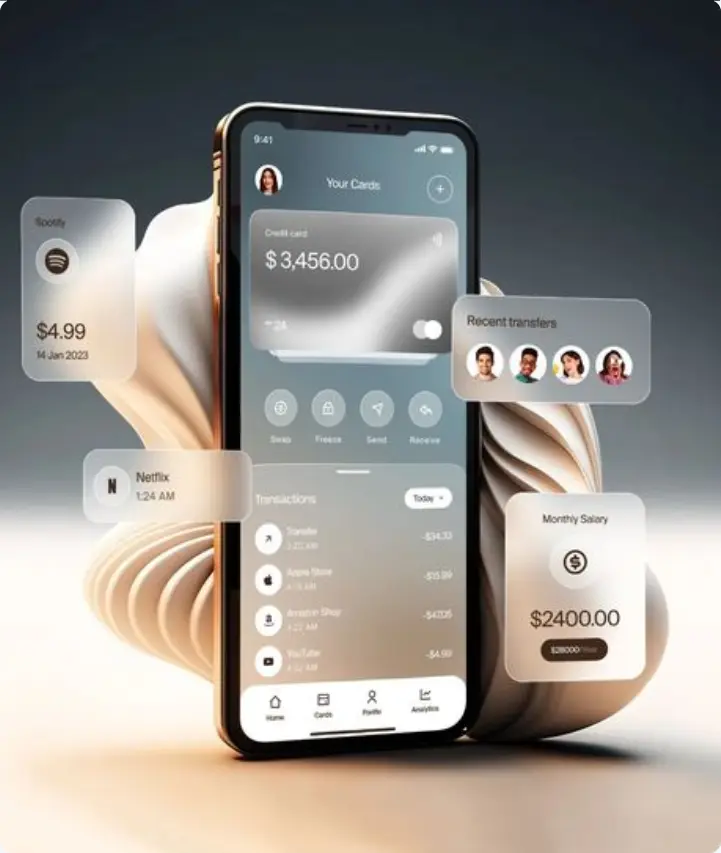 9:41
Your Cards
Credit card
$ 3,456.00
Spotify
$4.99
14 Jan 2023
Recent transfers
Swap
Freeze
Send
Receive
Netflix
1:24 AM
Transactions
Today
Transfer
-$34.33
Apple Store
-$15.99
Amazon Shop
YouTube
-$4.99
Monthly Salary
$2400.00
Home
Cards
Analytics